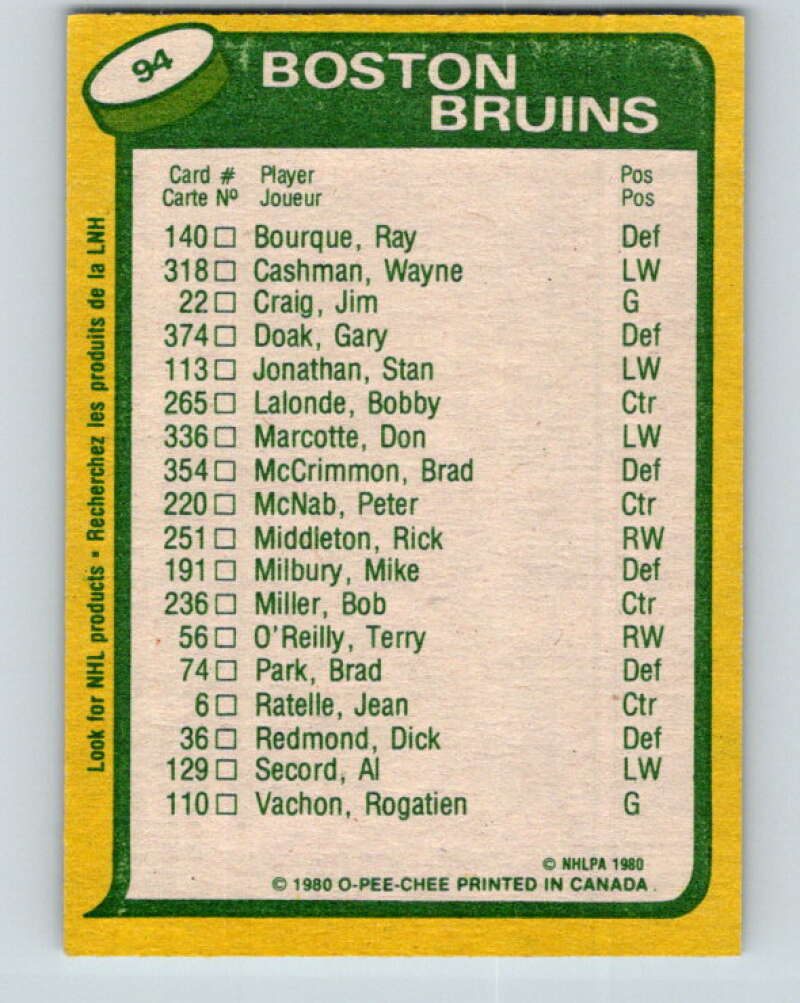 94
BOSTON
BRUINS
Card # Player Pos
Carte Nº Joueur Pos
140 □ Bourque, Ray Def
318 □ Cashman, Wayne LW
22 □ Craig, Jim G
374 □ Doak, Gary Def
113 □ Jonathan, Stan LW
265 □ Lalonde, Bobby Ctr
336 □ Marcotte, Don LW
354 □ McCrimmon, Brad Def
220 □ McNab, Peter Ctr
251 □ Middleton, Rick RW
191 □ Milbury, Mike Def
236 □ Miller, Bob Ctr
56 □ O'Reilly, Terry RW
74 □ Park, Brad Def
6 □ Ratelle, Jean Ctr
36 □ Redmond, Dick Def
129 □ Secord, Al LW
110 □ Vachon, Rogatien G
© NHLPA 1980
© 1980 O-PEE-CHEE PRINTED IN CANADA.
Look for NHL products ▪ Recherchez les produits de la LNH